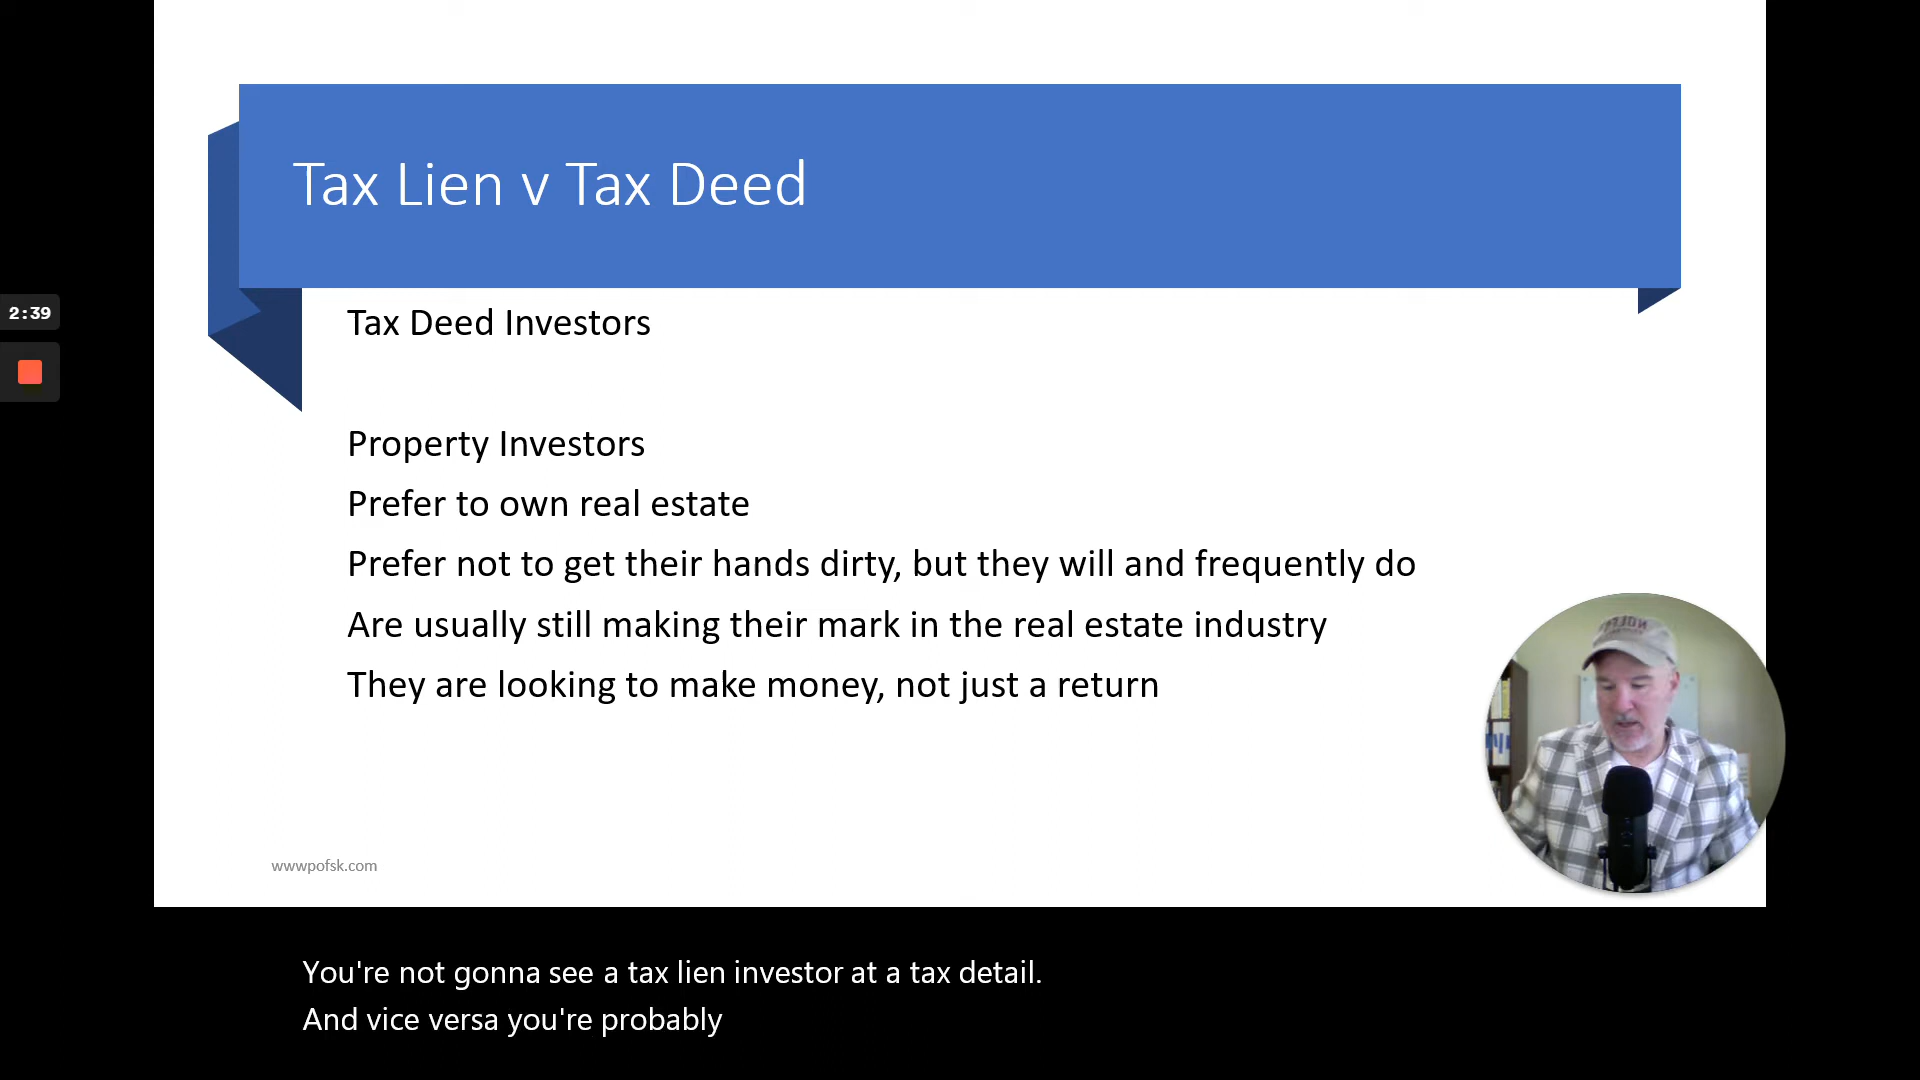 Tax Lien v Tax Deed
2:39
Tax Deed Investors
Property Investors
Prefer to own real estate
Prefer not to get their hands dirty, but they will and frequently do
Are usually still making their mark in the real estate industry
They are looking to make money, not just a return
wwwpofsk.com
You're not gonna see a tax lien investor at a tax detail.
And vice versa you're probably